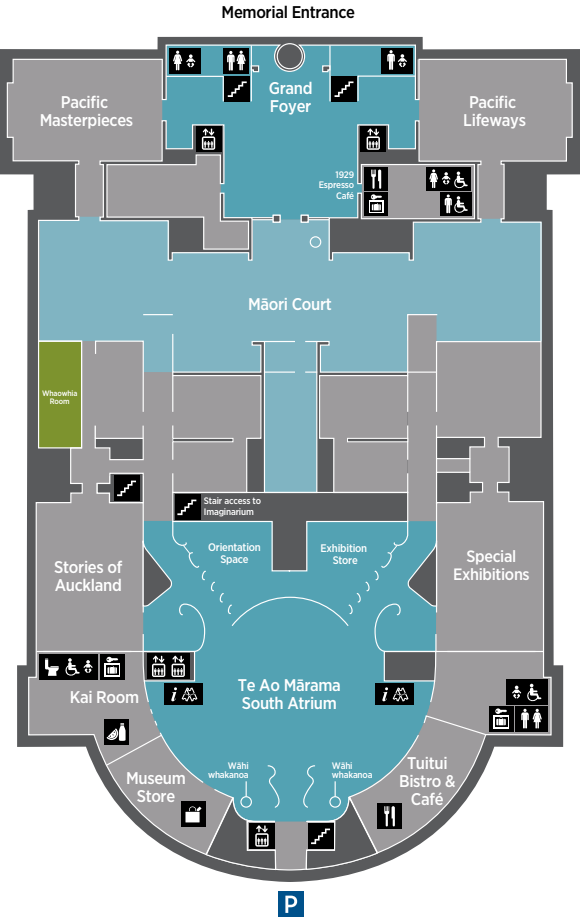 Memorial Entrance
Grand
Foyer
Pacific
Masterpieces
Pacific
Lifeways
1929
Espresso
Café
Māori Court
Whaowhia
Room
Stair access to
Imaginarium
Orientation
Space
Exhibition
Store
Stories of
Auckland
Special
Exhibitions
i
Te Ao Mārama
South Atrium
i
Kai Room
Wāhi
whakanoa
Wāhi
whakanoa
Museum
Store
Tuitui
Bistro &
Café
P